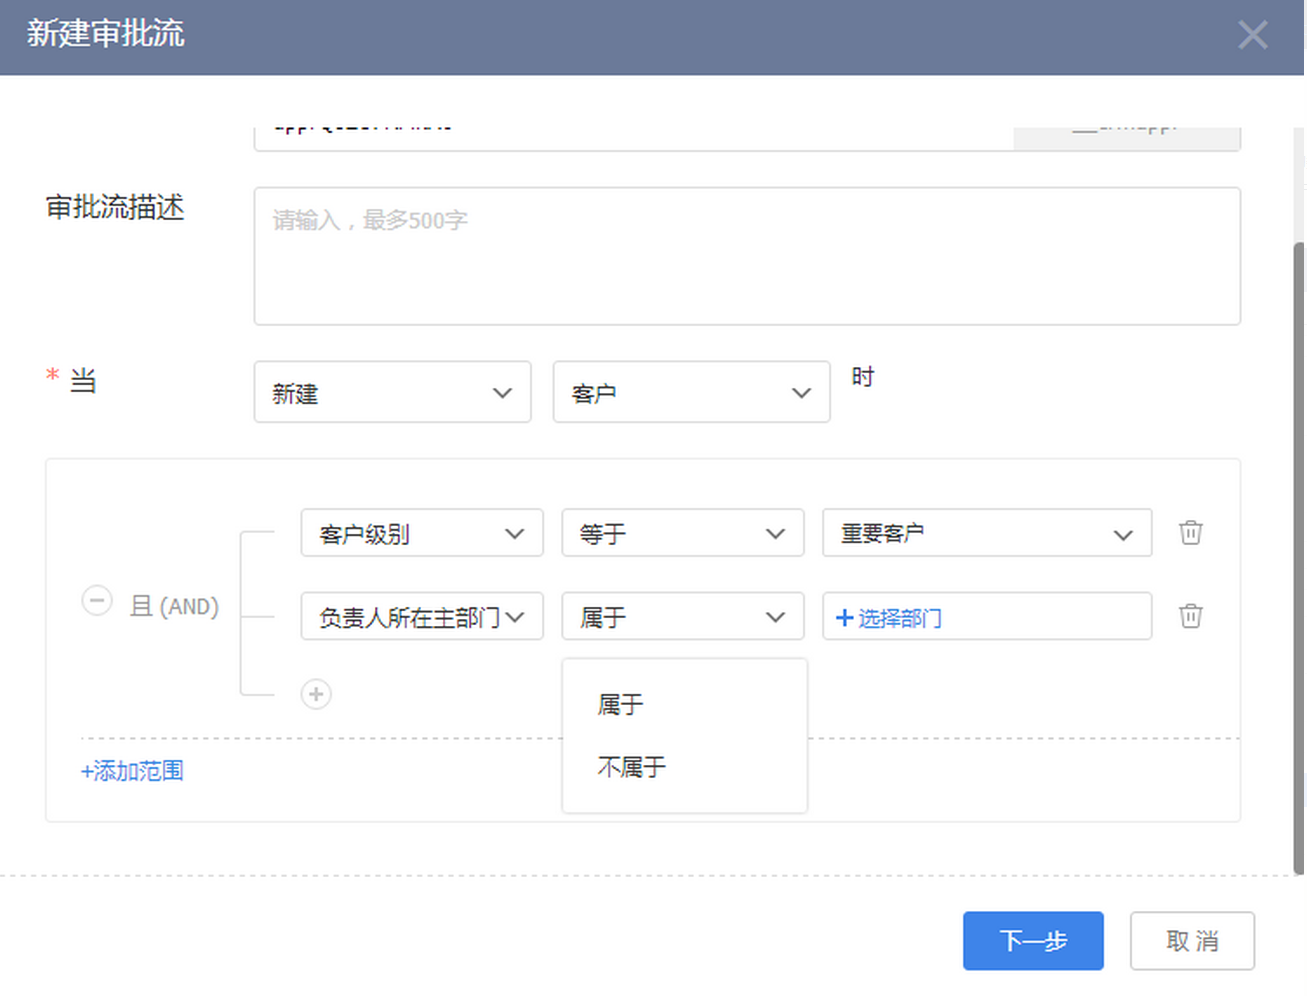 新建审批流
审批流描述
请输入，最多500字
* 当 新建 客户 时
客户级别 等于 重要客户
且 (AND)
负责人所在主部门 属于 +选择部门
属于
不属于
+添加范围
下一步 取消